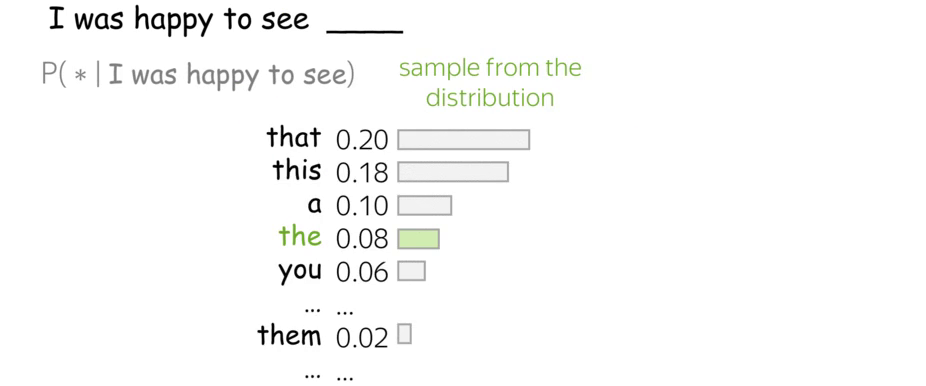 I was happy to see ____
P( * | I was happy to see)
sample from the
distribution
that 0.20
this 0.18
a 0.10
the 0.08
you 0.06
... ...
them 0.02
... ...